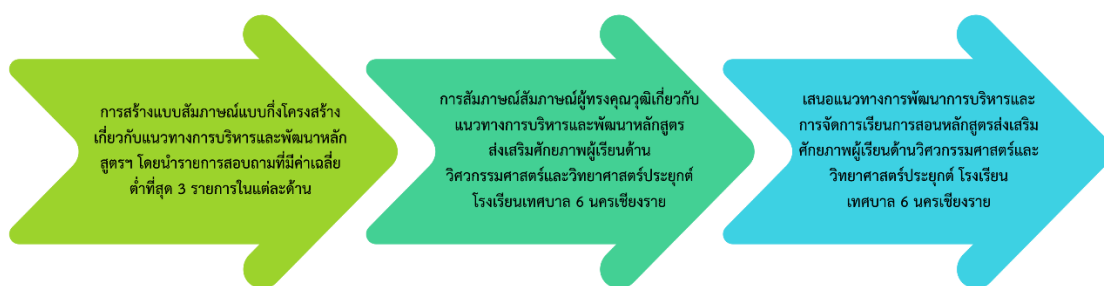 การสร้างแบบสัมภาษณ์แบบกึ่งโครงสร้าง
เกี่ยวกับแนวทางการบริหารและพัฒนาหลัก
สูตรฯ โดยนำรายการสอบถามที่มีค่าเฉลี่ย
ต่ำที่สุด 3 รายการในแต่ละด้าน
การสัมภาษณ์สัมภาษณ์ผู้ทรงคุณวุฒิเกี่ยวกับ
แนวทางการบริหารและพัฒนาหลักสูตร
ส่งเสริมศักยภาพผู้เรียนด้าน
วิศวกรรมศาสตร์และวิทยาศาสตร์ประยุกต์
โรงเรียนเทศบาล 6 นครเชียงราย
เสนอแนวทางการพัฒนาการบริหารและ
การจัดการเรียนการสอนหลักสูตรส่งเสริม
ศักยภาพผู้เรียนด้านวิศวกรรมศาสตร์และ
วิทยาศาสตร์ประยุกต์ โรงเรียน
เทศบาล 6 นครเชียงราย